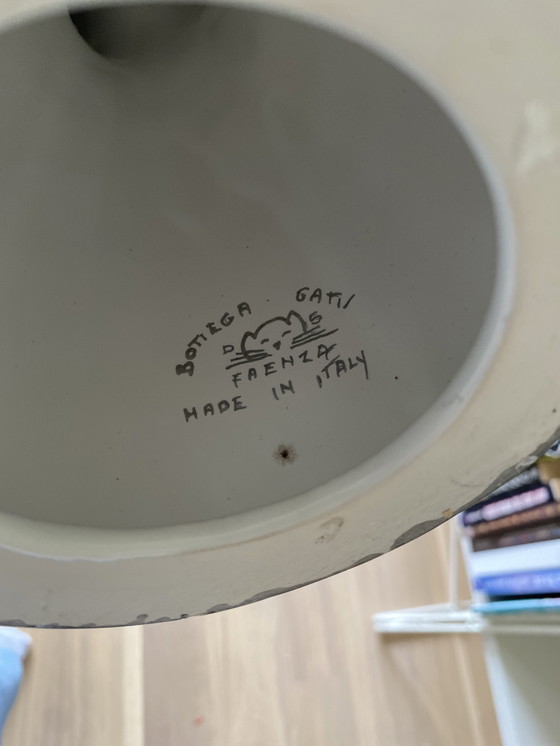 BOTTEGA GATTI
D S
FAENZA
MADE IN ITALY